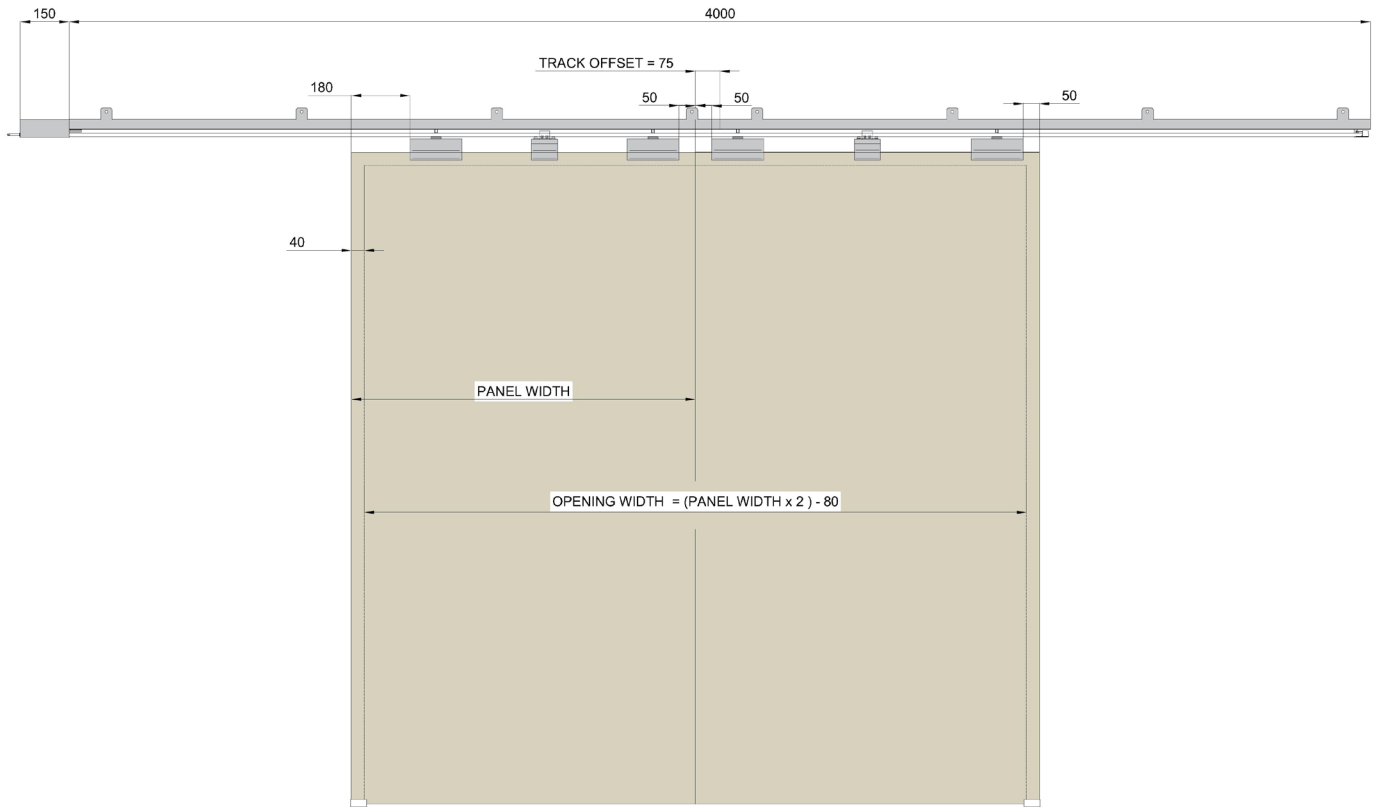 150
4000
TRACK OFFSET = 75
180
50
50
50
40
PANEL WIDTH
OPENING WIDTH = (PANEL WIDTH x 2 ) - 80